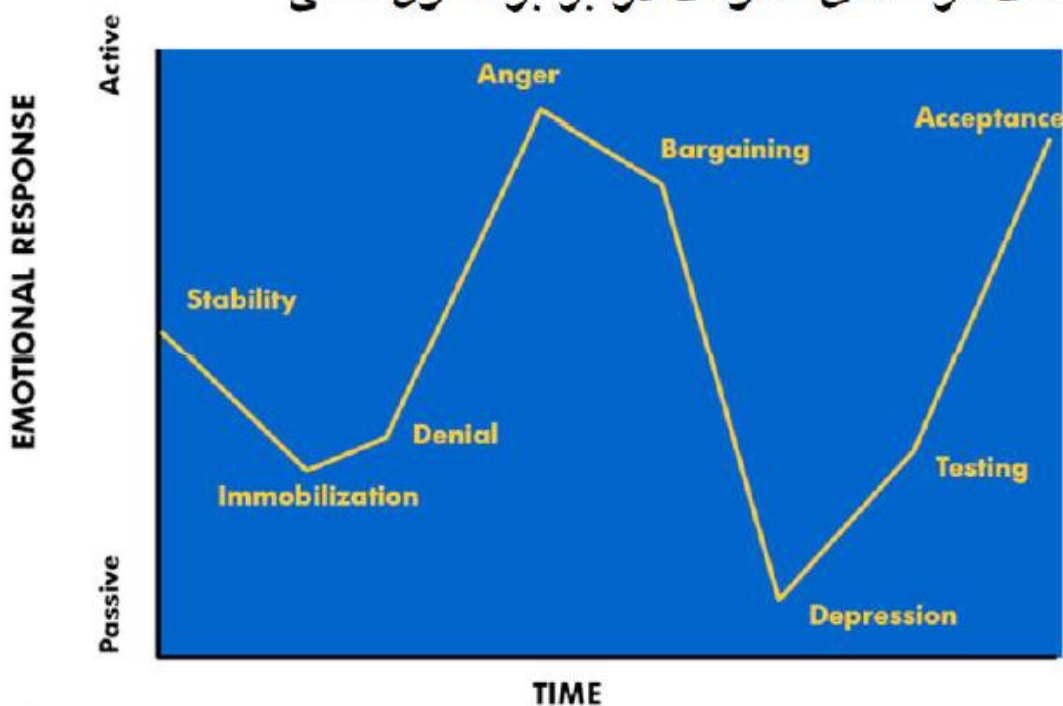 Active
Anger
Acceptance
Bargaining
EMOTIONAL RESPONSE
Stability
Denial
Testing
Immobilization
Passive
Depression
TIME